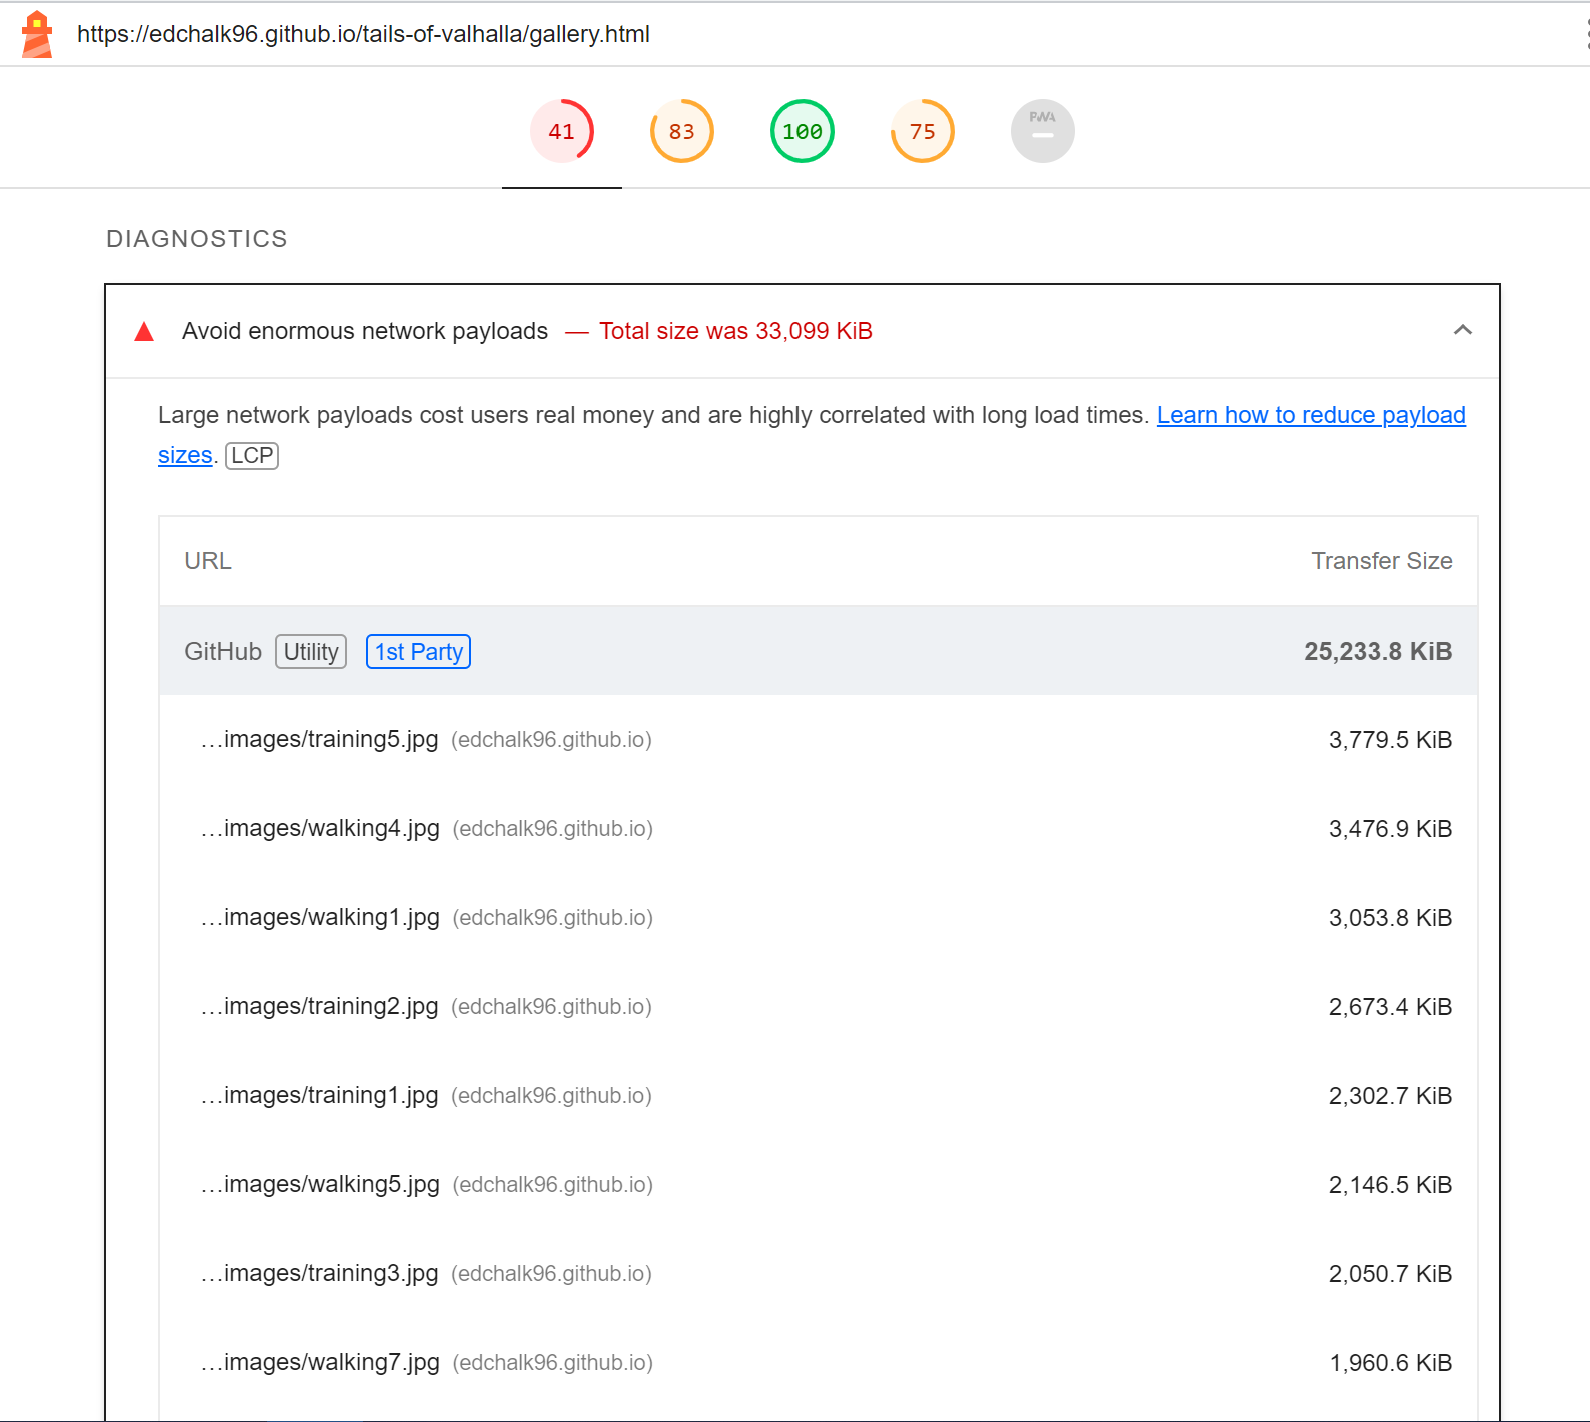 https://edchalk96.github.io/tails-of-valhalla/gallery.html
41 83 100 75 PWA
DIAGNOSTICS
Avoid enormous network payloads — Total size was 33,099 KiB
Large network payloads cost users real money and are highly correlated with long load times. Learn how to reduce payload
sizes. LCP
URL Transfer Size
GitHub Utility 1st Party 25,233.8 KiB
…images/training5.jpg (edchalk96.github.io) 3,779.5 KiB
…images/walking4.jpg (edchalk96.github.io) 3,476.9 KiB
…images/walking1.jpg (edchalk96.github.io) 3,053.8 KiB
…images/training2.jpg (edchalk96.github.io) 2,673.4 KiB
…images/training1.jpg (edchalk96.github.io) 2,302.7 KiB
…images/walking5.jpg (edchalk96.github.io) 2,146.5 KiB
…images/training3.jpg (edchalk96.github.io) 2,050.7 KiB
…images/walking7.jpg (edchalk96.github.io) 1,960.6 KiB